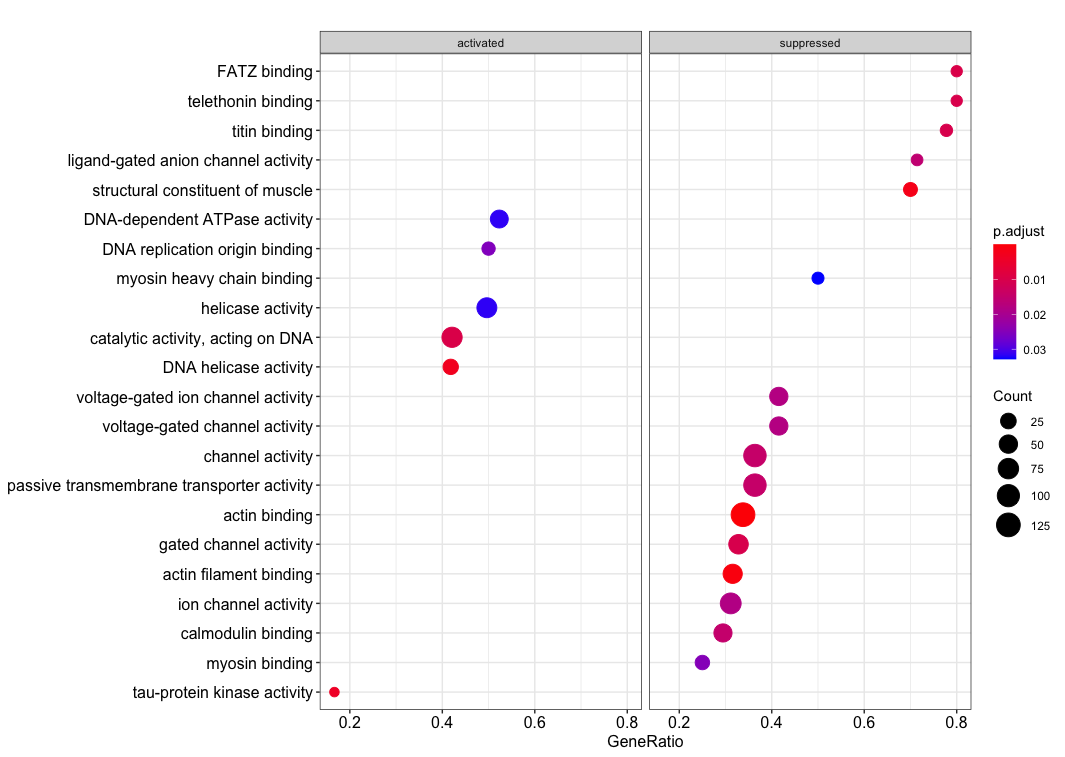 activated
suppressed
FATZ binding
telethonin binding
titin binding
ligand-gated anion channel activity
structural constituent of muscle
DNA-dependent ATPase activity
DNA replication origin binding
myosin heavy chain binding
helicase activity
catalytic activity, acting on DNA
DNA helicase activity
voltage-gated ion channel activity
voltage-gated channel activity
channel activity
passive transmembrane transporter activity
actin binding
gated channel activity
actin filament binding
ion channel activity
calmodulin binding
myosin binding
tau-protein kinase activity
0.2 0.4 0.6 0.8 0.2 0.4 0.6 0.8
GeneRatio
p.adjust
0.01
0.02
0.03
Count
25
50
75
100
125